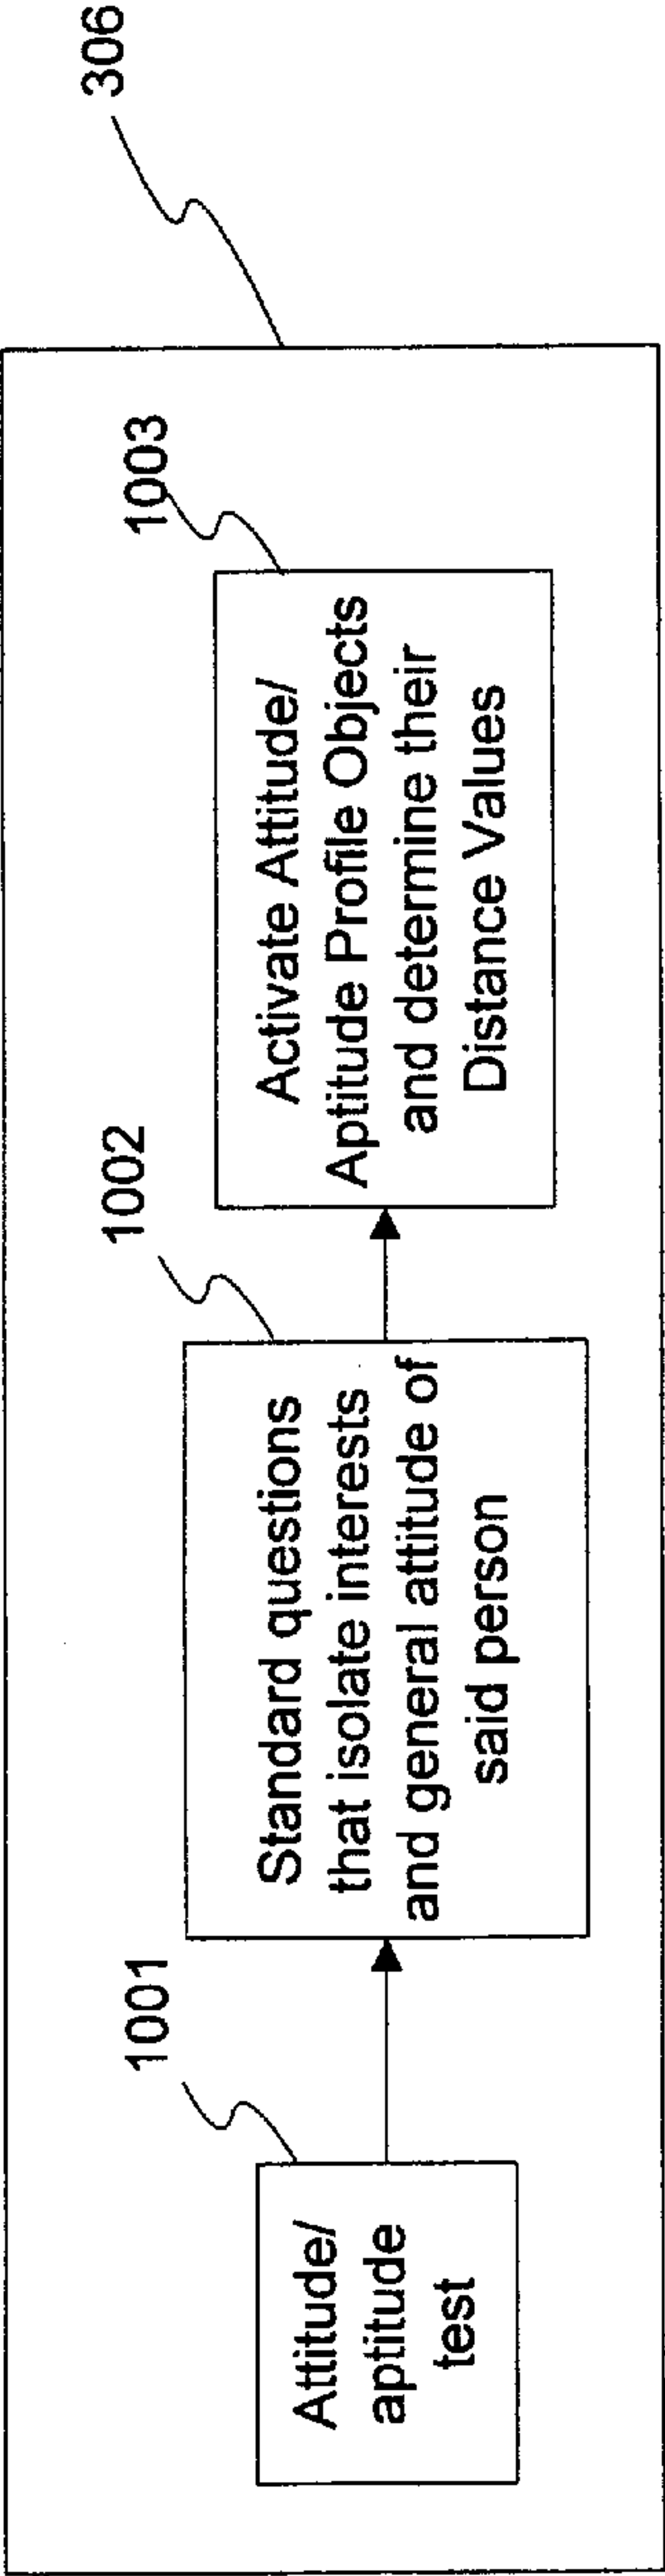 306
1001
Attitude/
aptitude
test
1002
Standard questions
that isolate interests
and general attitude of
said person
1003
Activate Attitude/
Aptitude Profile Objects
and determine their
Distance Values